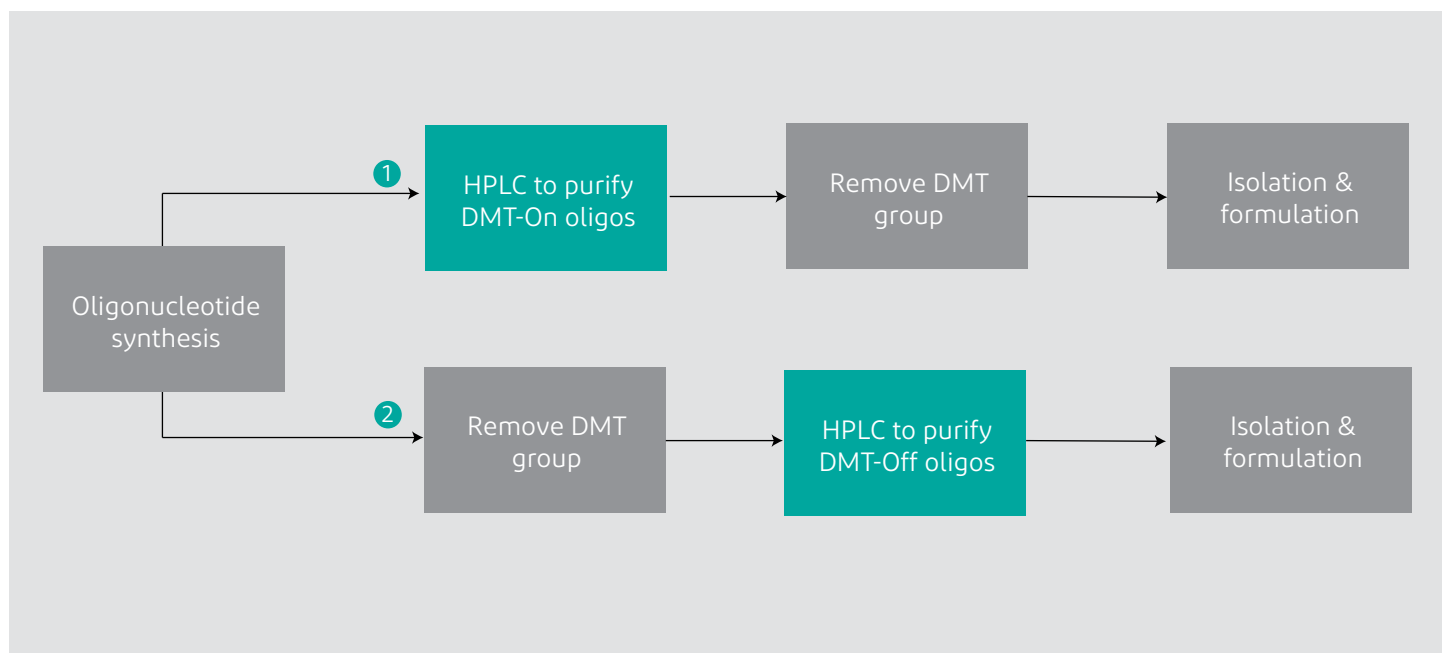 Oligonucleotide
synthesis
1
HPLC to purify
DMT-On oligos
Remove DMT
group
Isolation &
formulation
2
Remove DMT
group
HPLC to purify
DMT-Off oligos
Isolation &
formulation